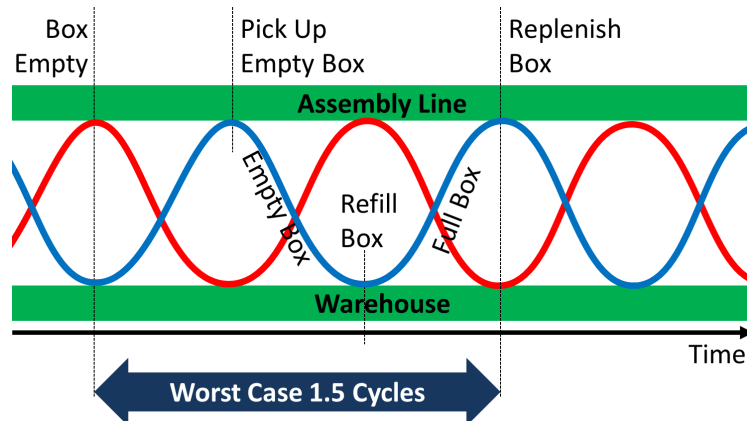 Box
Empty
Pick Up
Empty Box
Replenish
Box
Assembly Line
Empty Box
Refill
Box
Full Box
Warehouse
Time
Worst Case 1.5 Cycles